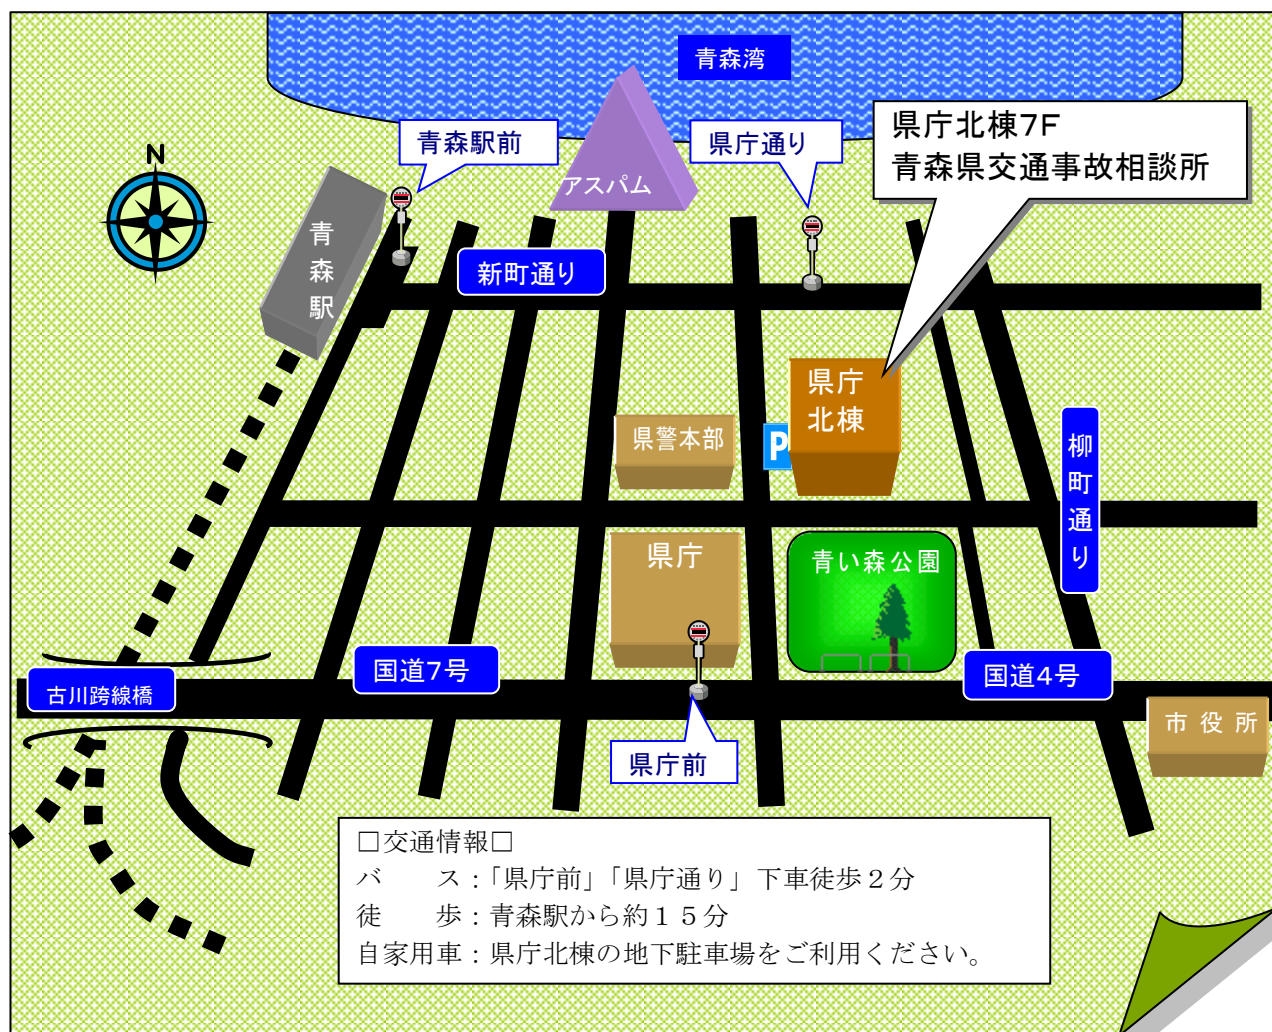 青森湾
県庁北棟7F
青森県交通事故相談所
青森駅前
県庁通り
N
アスパム
青森駅
新町通り
県庁
北棟
県警本部
P
柳町通り
県庁
青い森公園
国道7号
国道4号
古川跨線橋
市役所
県庁前
□交通情報□
バ　　ス：「県庁前」「県庁通り」下車徒歩２分
徒　　歩：青森駅から約１５分
自家用車：県庁北棟の地下駐車場をご利用ください。